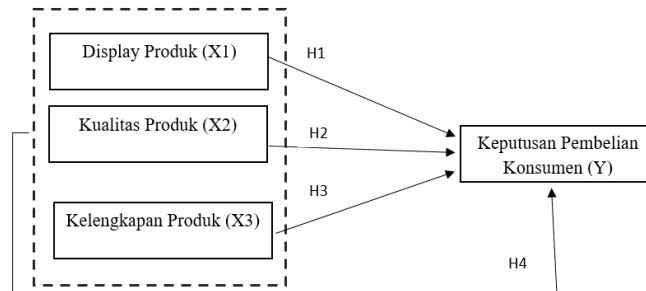 Display Produk (X1)
H1
Kualitas Produk (X2)
H2
Keputusan Pembelian
Konsumen (Y)
H3
Kelengkapan Produk (X3)
H4